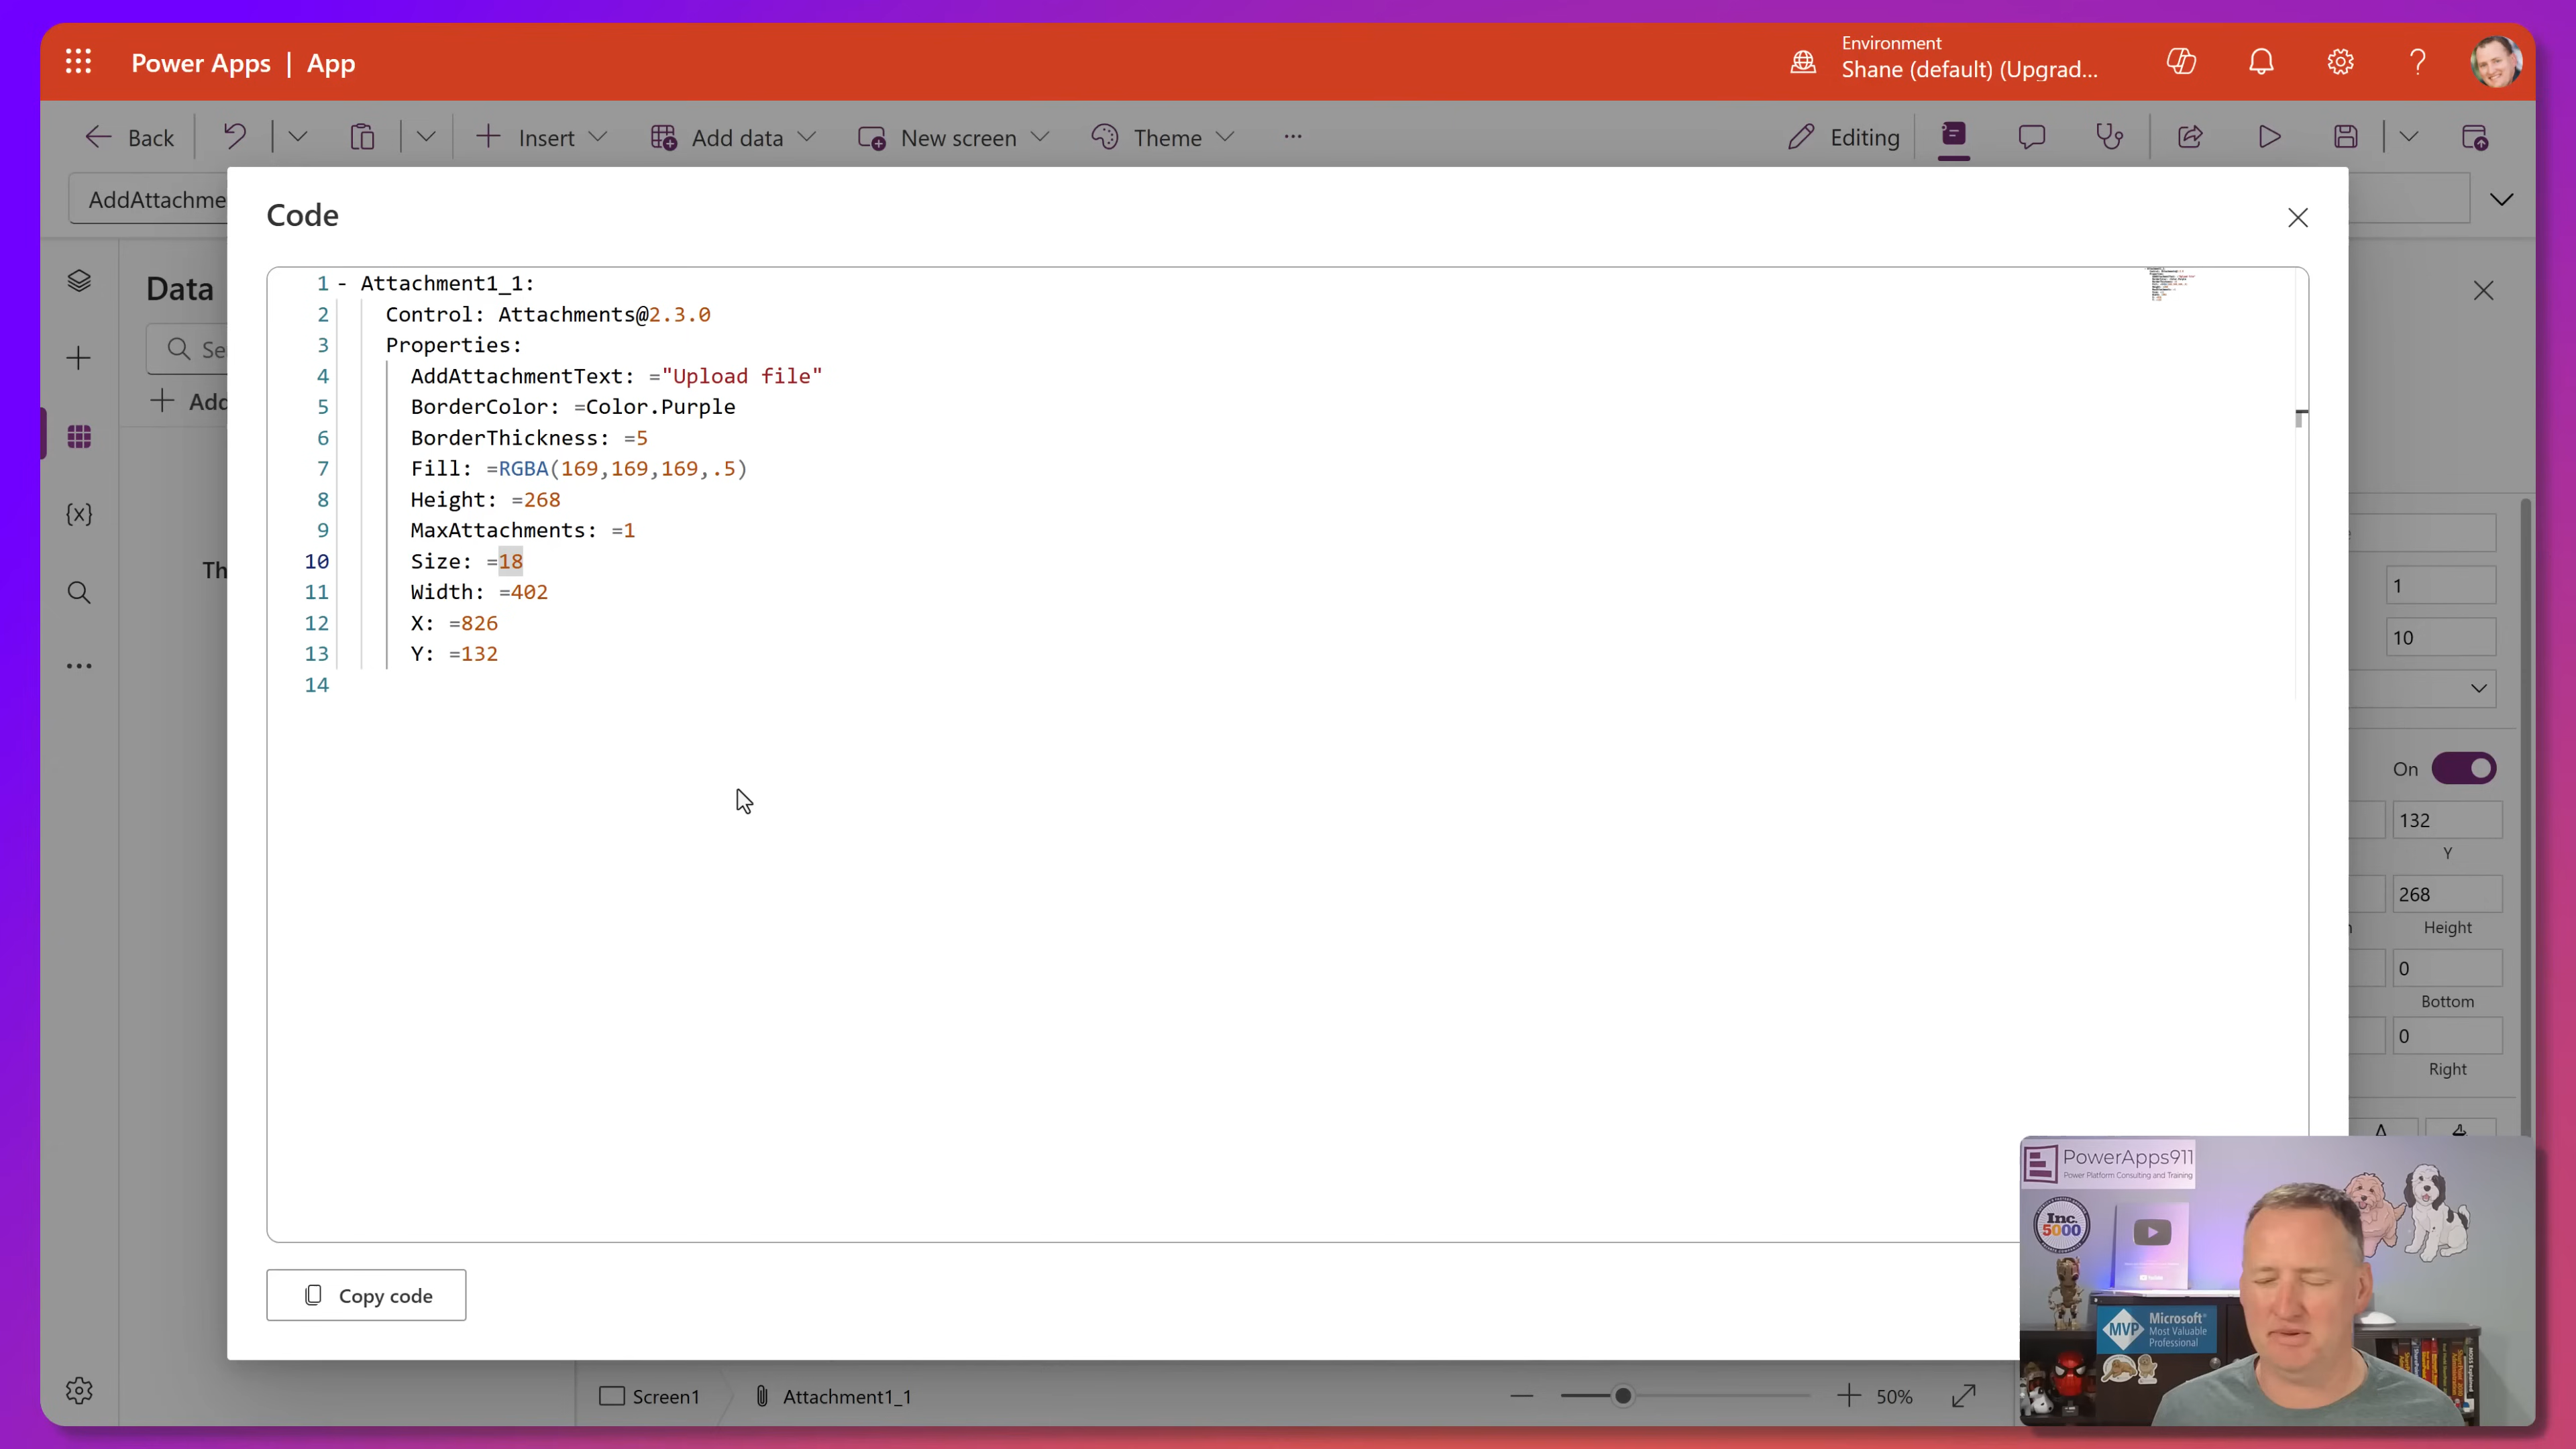 Power Apps | App
Environment
Shane (default) (Upgrad...
Back
Insert
Add data
New screen
Theme
...
Editing
AddAttachme
Code
Data
Se
Add
Th
1 - Attachment1_1:
2 Control: Attachments@2.3.0
3 Properties:
4 AddAttachmentText: ="Upload file"
5 BorderColor: =Color.Purple
6 BorderThickness: =5
7 Fill: =RGBA(169,169,169,.5)
8 Height: =268
9 MaxAttachments: =1
10 Size: =18
11 Width: =402
12 X: =826
13 Y: =132
14
1
10
On
132
Y
268
Height
0
Bottom
0
Right
Copy code
Screen1
Attachment1_1
50%
PowerApps911
Power Platform Consulting and Training
Inc.
5000
MVP
Microsoft
Most Valuable
Professional